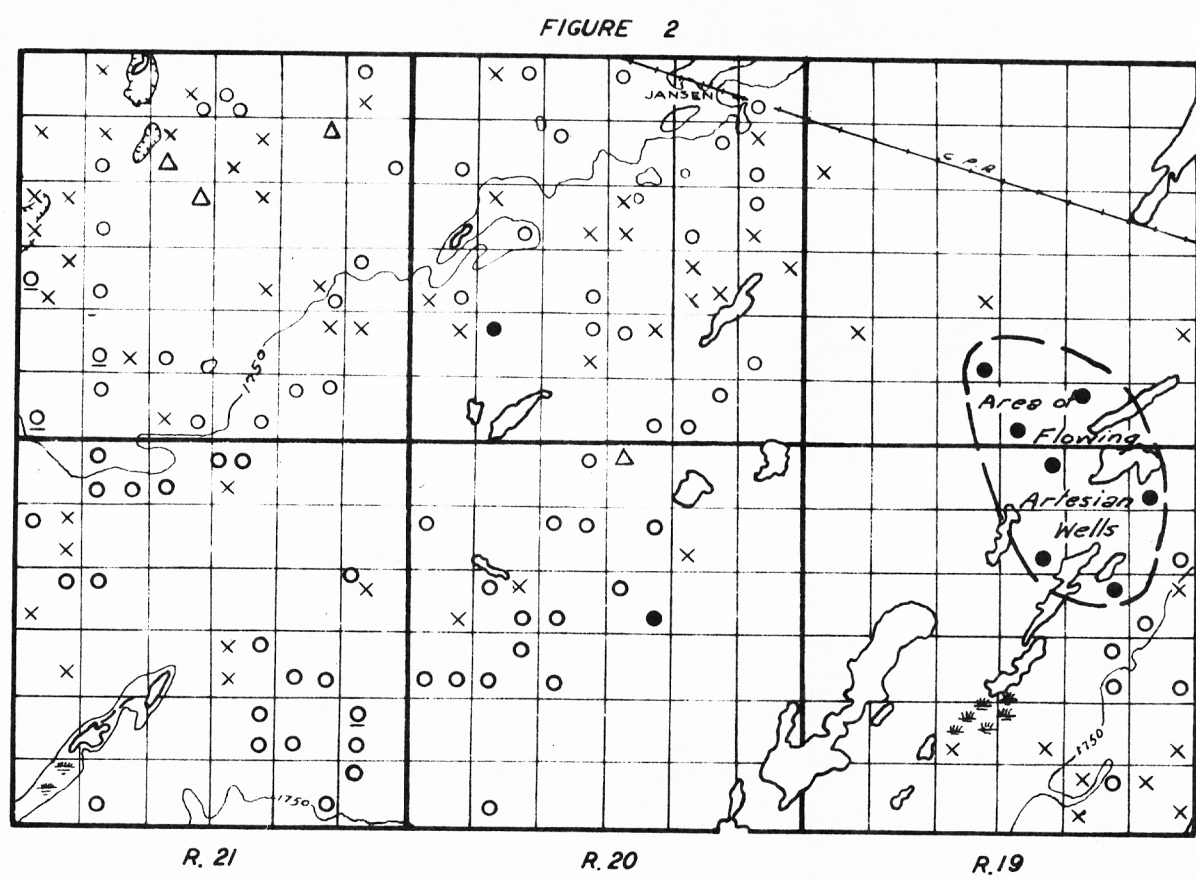 FIGURE 2
JANSEN
C.P.R.
1750
Area of
Flowing
Artesian
Wells
1750
1750
R.21
R.20
R.19